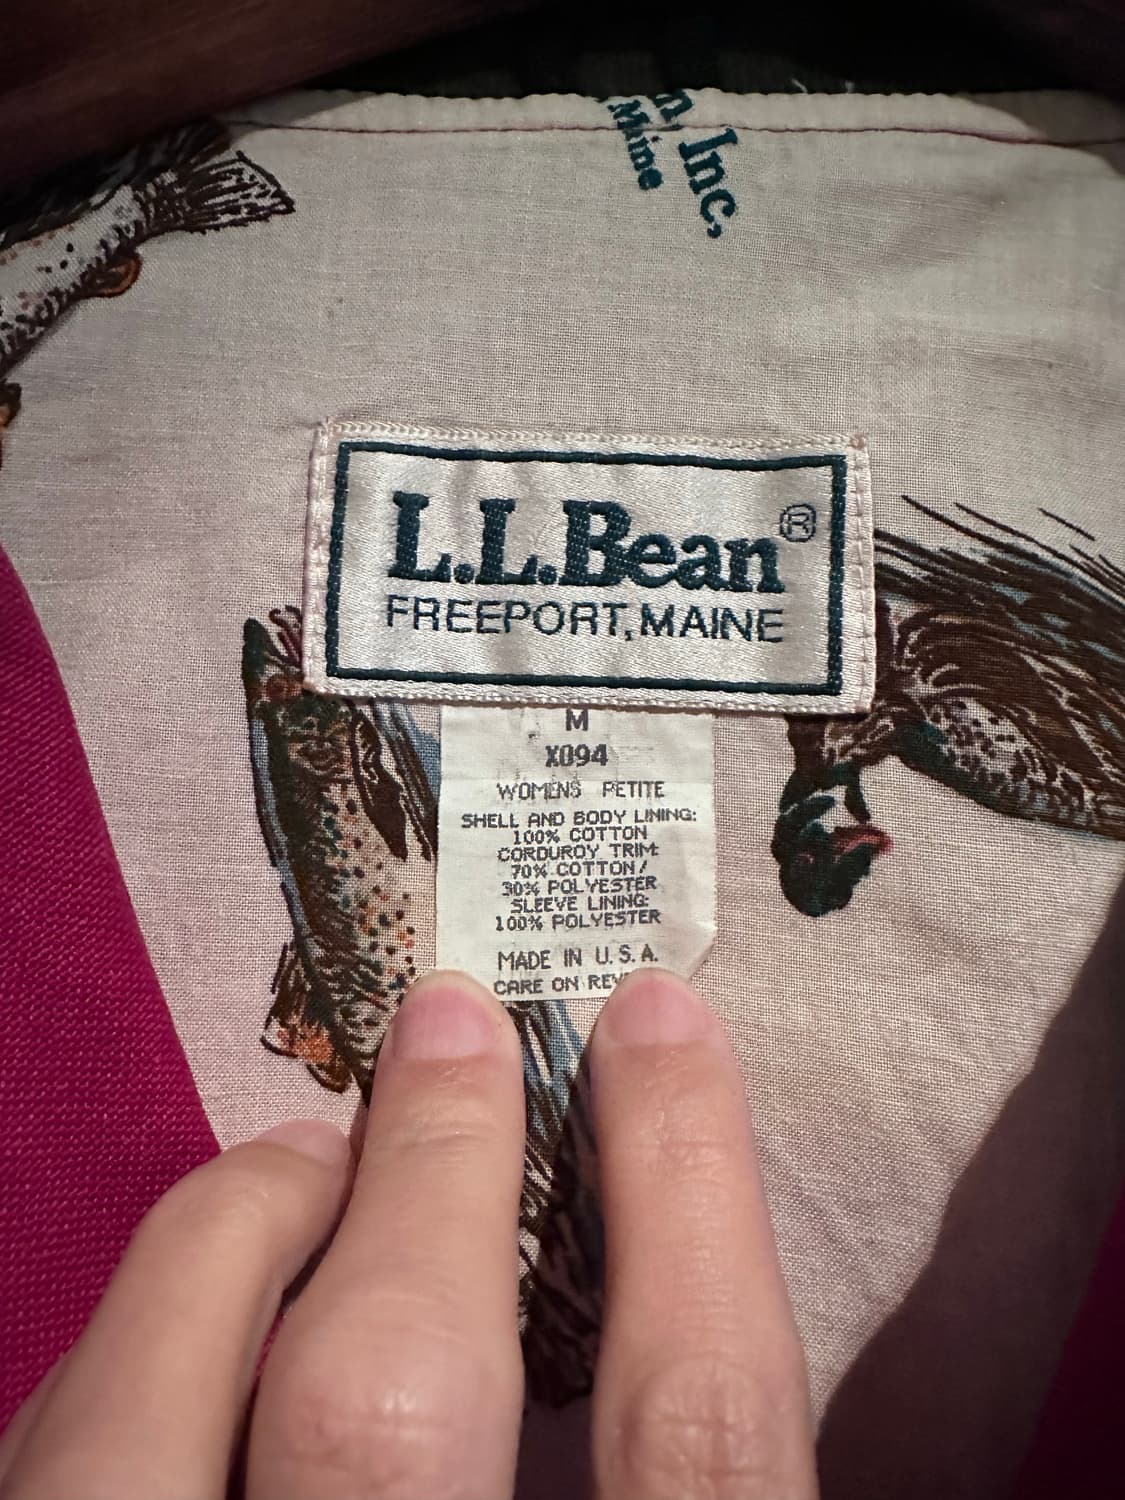 , Inc,
Maine
L.L.Bean®
FREEPORT, MAINE
M
X094
WOMENS PETITE
SHELL AND BODY LINING:
100% COTTON
CORDUROY TRIM:
70% COTTON/
30% POLYESTER
SLEEVE LINING:
100% POLYESTER
MADE IN U.S.A.
CARE ON